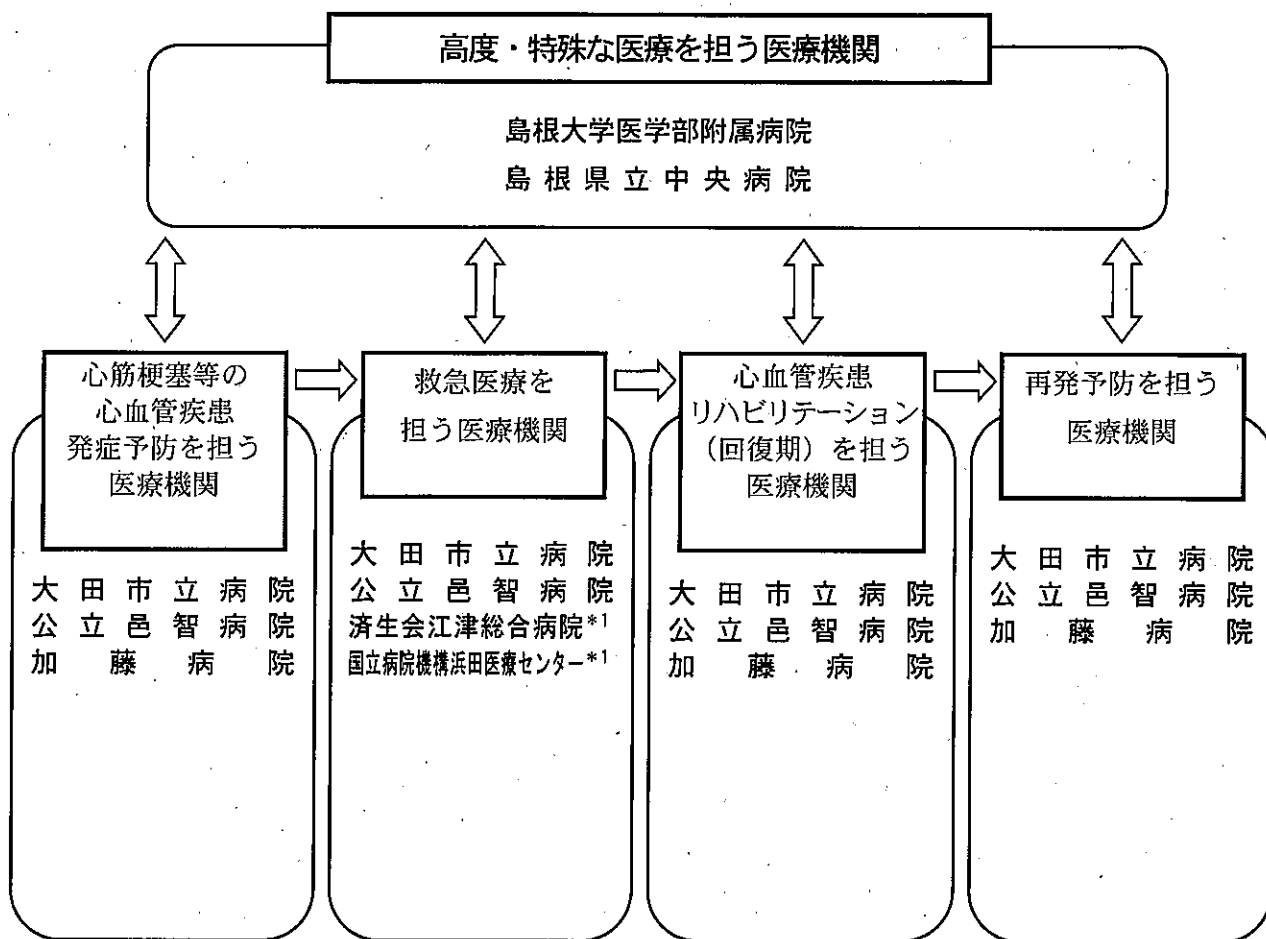 高度・特殊な医療を担う医療機関
島根大学医学部附属病院
島根県立中央病院
心筋梗塞等の
心血管疾患
発症予防を担う
医療機関
大田市立病院
公立邑智病院
加藤病院
救急医療を
担う医療機関
大田市立病院
公立邑智病院
済生会江津総合病院*1
国立病院機構浜田医療センター*1
心血管疾患
リハビリテーション
（回復期）を担う
医療機関
大田市立病院
公立邑智病院
加藤病院
再発予防を担う
医療機関
大田市立病院
公立邑智病院
加藤病院